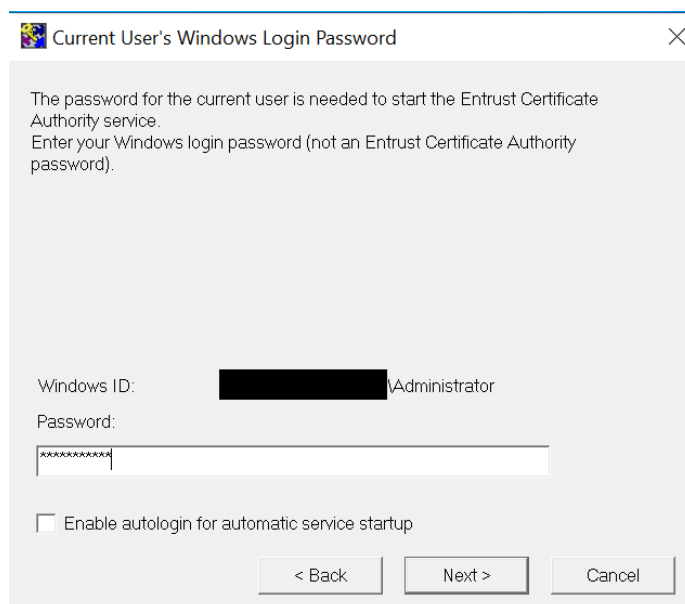 Current User's Windows Login Password
The password for the current user is needed to start the Entrust Certificate
Authority service.
Enter your Windows login password (not an Entrust Certificate Authority
password).
Windows ID: \Administrator
Password:
***********
Enable autologin for automatic service startup
< Back Next > Cancel